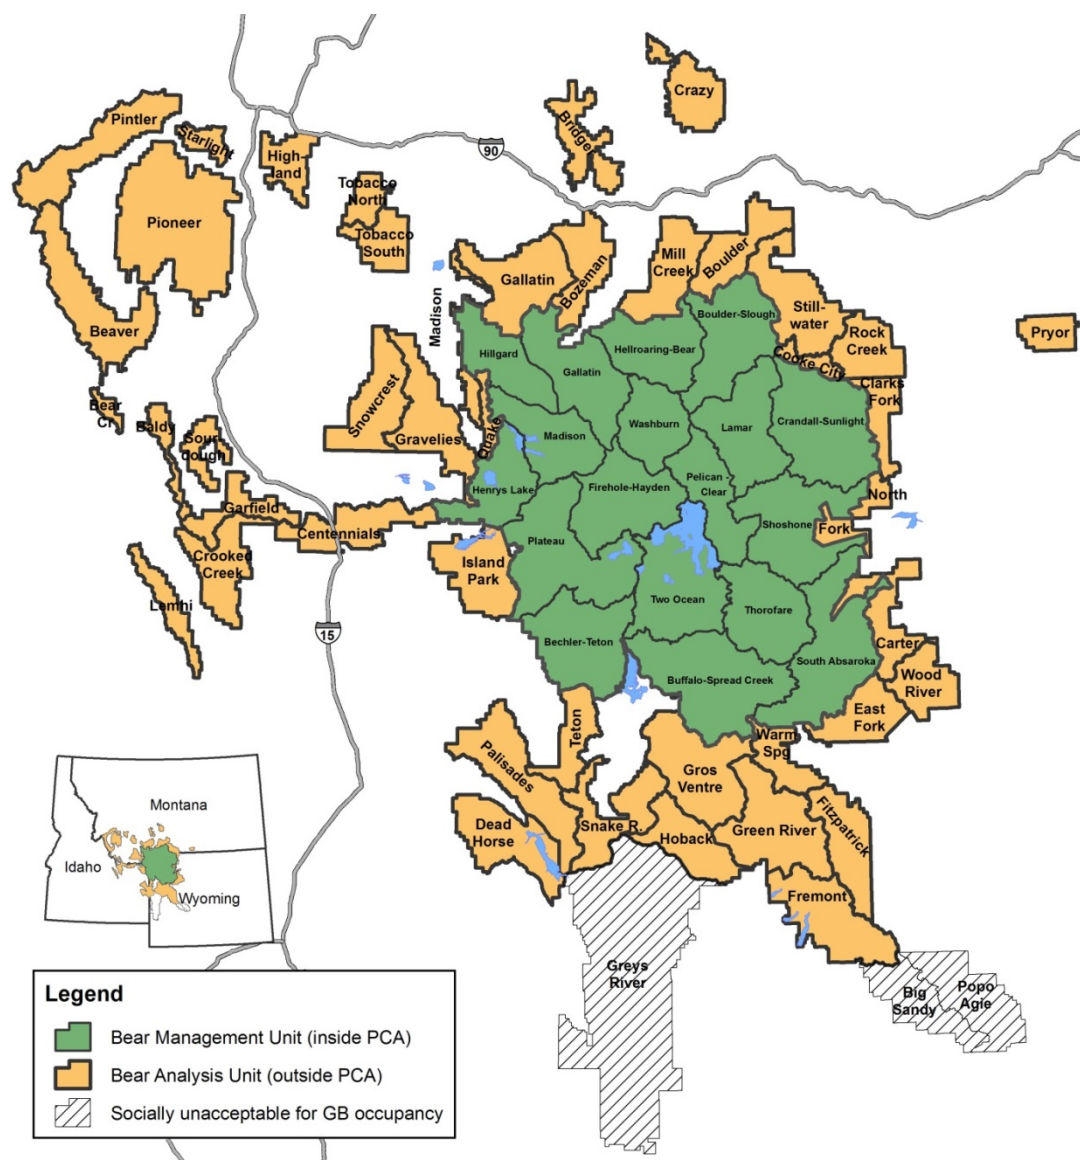 Crazy
Pintler
Bridger
Starlight
90
High-
land
Tobacco
North
Pioneer
Tobacco
South
Mill
Creek
Boulder
Gallatin
Bozeman
Madison
Still-
water
Boulder-Slough
Beaver
Rock
Creek
Pryor
Hillgard
Hellroaring-Bear
Cooke City
Gallatin
Clarks
Fork
Snowcrest
Bear
Cr
Baldy
Sour-
dough
Gravelies
Quake
Madison
Washburn
Lamar
Crandall-Sunlight
Henrys Lake
Firehole-Hayden
Pelican -
Clear
North
Garfield
Centennials
Shoshone
Fork
Plateau
Crooked
Creek
Island
Park
Lemhi
Two Ocean
Thorofare
15
Bechler-Teton
Carter
South Absaroka
Wood
River
Buffalo-Spread Creek
East
Fork
Teton
Warm
Spg
Palisades
Gros
Ventre
Montana
Fitzpatrick
Dead
Horse
Snake R.
Hoback
Green River
Idaho
Wyoming
Fremont
Greys
River
Popo
Agie
Big
Sandy
Legend
Bear Management Unit (inside PCA)
Bear Analysis Unit (outside PCA)
Socially unacceptable for GB occupancy